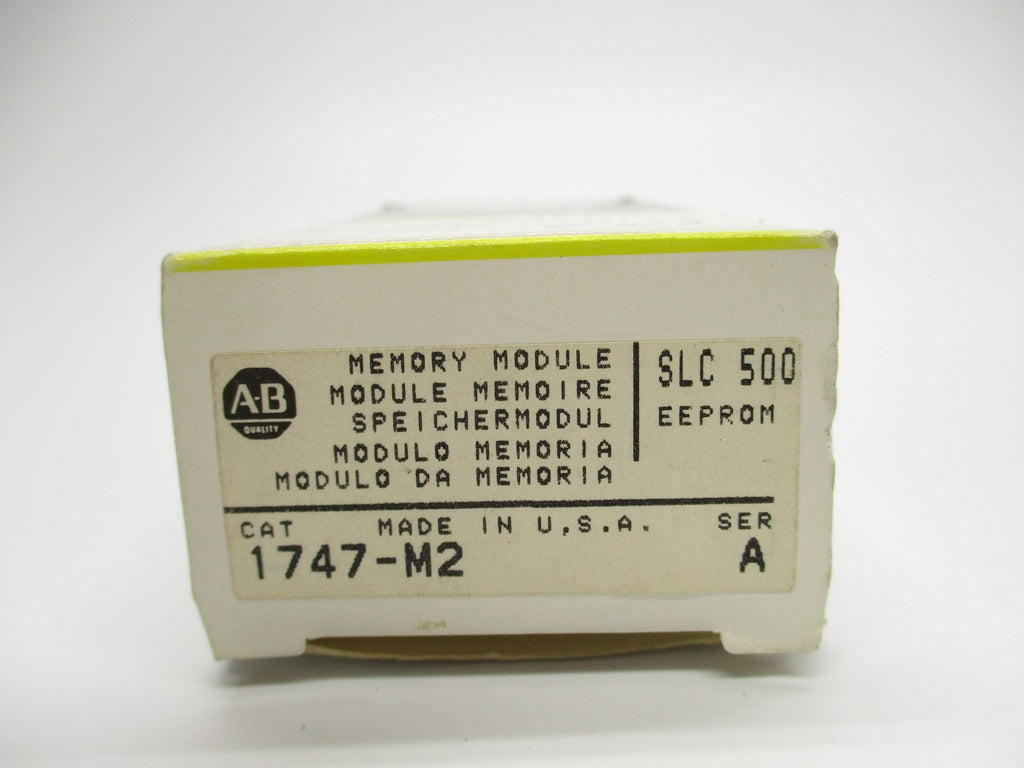 A-B
QUALITY
MEMORY MODULE
MODULE MEMOIRE
SPEICHERMODUL
MODULO MEMORIA
MODULO DA MEMORIA
SLC 500
EEPROM
CAT MADE IN U.S.A. SER
1747-M2 A